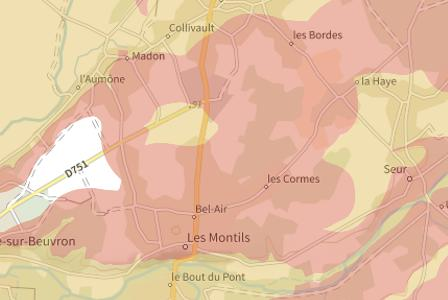 Collivault
les Bordes
Madon
l'Aumône
la Haye
D751
Seur
les Cormes
Bel-Air
Les Montils
e-sur-Beuvron
le Bout du Pont